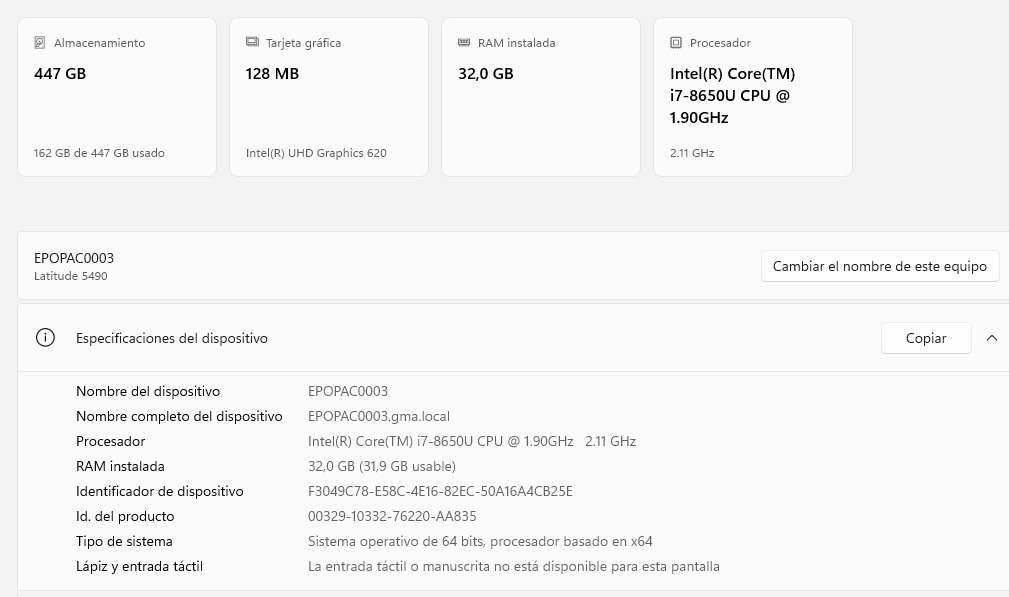 Almacenamiento
447 GB
162 GB de 447 GB usado
Tarjeta gráfica
128 MB
Intel(R) UHD Graphics 620
RAM instalada
32,0 GB
Procesador
Intel(R) Core(TM)
i7-8650U CPU @
1.90GHz
2.11 GHz
EPOPAC0003
Latitude 5490
Cambiar el nombre de este equipo
Especificaciones del dispositivo
Copiar
Nombre del dispositivo EPOPAC0003
Nombre completo del dispositivo EPOPAC0003.gma.local
Procesador Intel(R) Core(TM) i7-8650U CPU @ 1.90GHz 2.11 GHz
RAM instalada 32,0 GB (31,9 GB usable)
Identificador de dispositivo F3049C78-E58C-4E16-82EC-50A16A4CB25E
Id. del producto 00329-10332-76220-AA835
Tipo de sistema Sistema operativo de 64 bits, procesador basado en x64
Lápiz y entrada táctil La entrada táctil o manuscrita no está disponible para esta pantalla